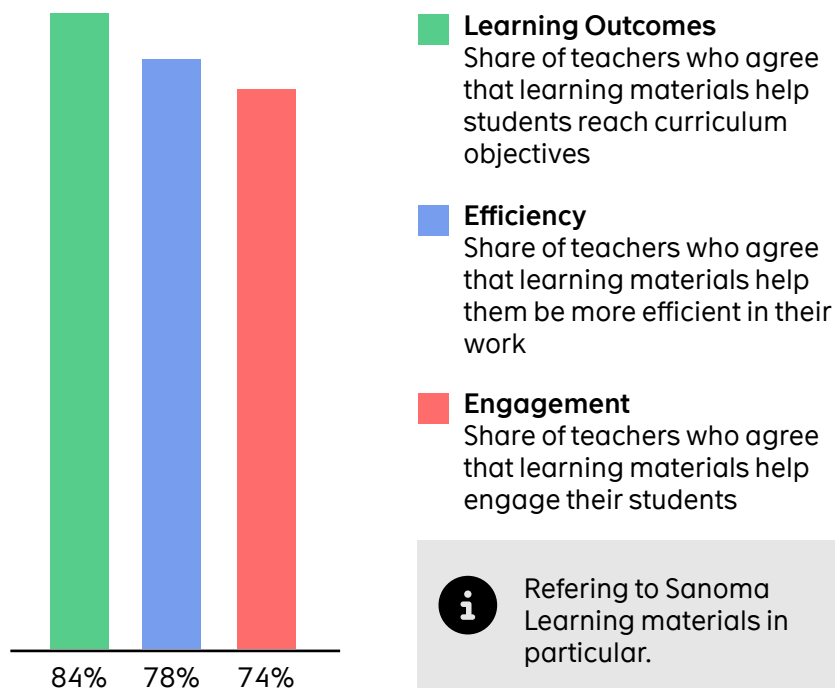 Learning Outcomes
Share of teachers who agree
that learning materials help
students reach curriculum
objectives
Efficiency
Share of teachers who agree
that learning materials help
them be more efficient in their
work
Engagement
Share of teachers who agree
that learning materials help
engage their students
Refering to Sanoma
Learning materials in
particular.
84% 78% 74%